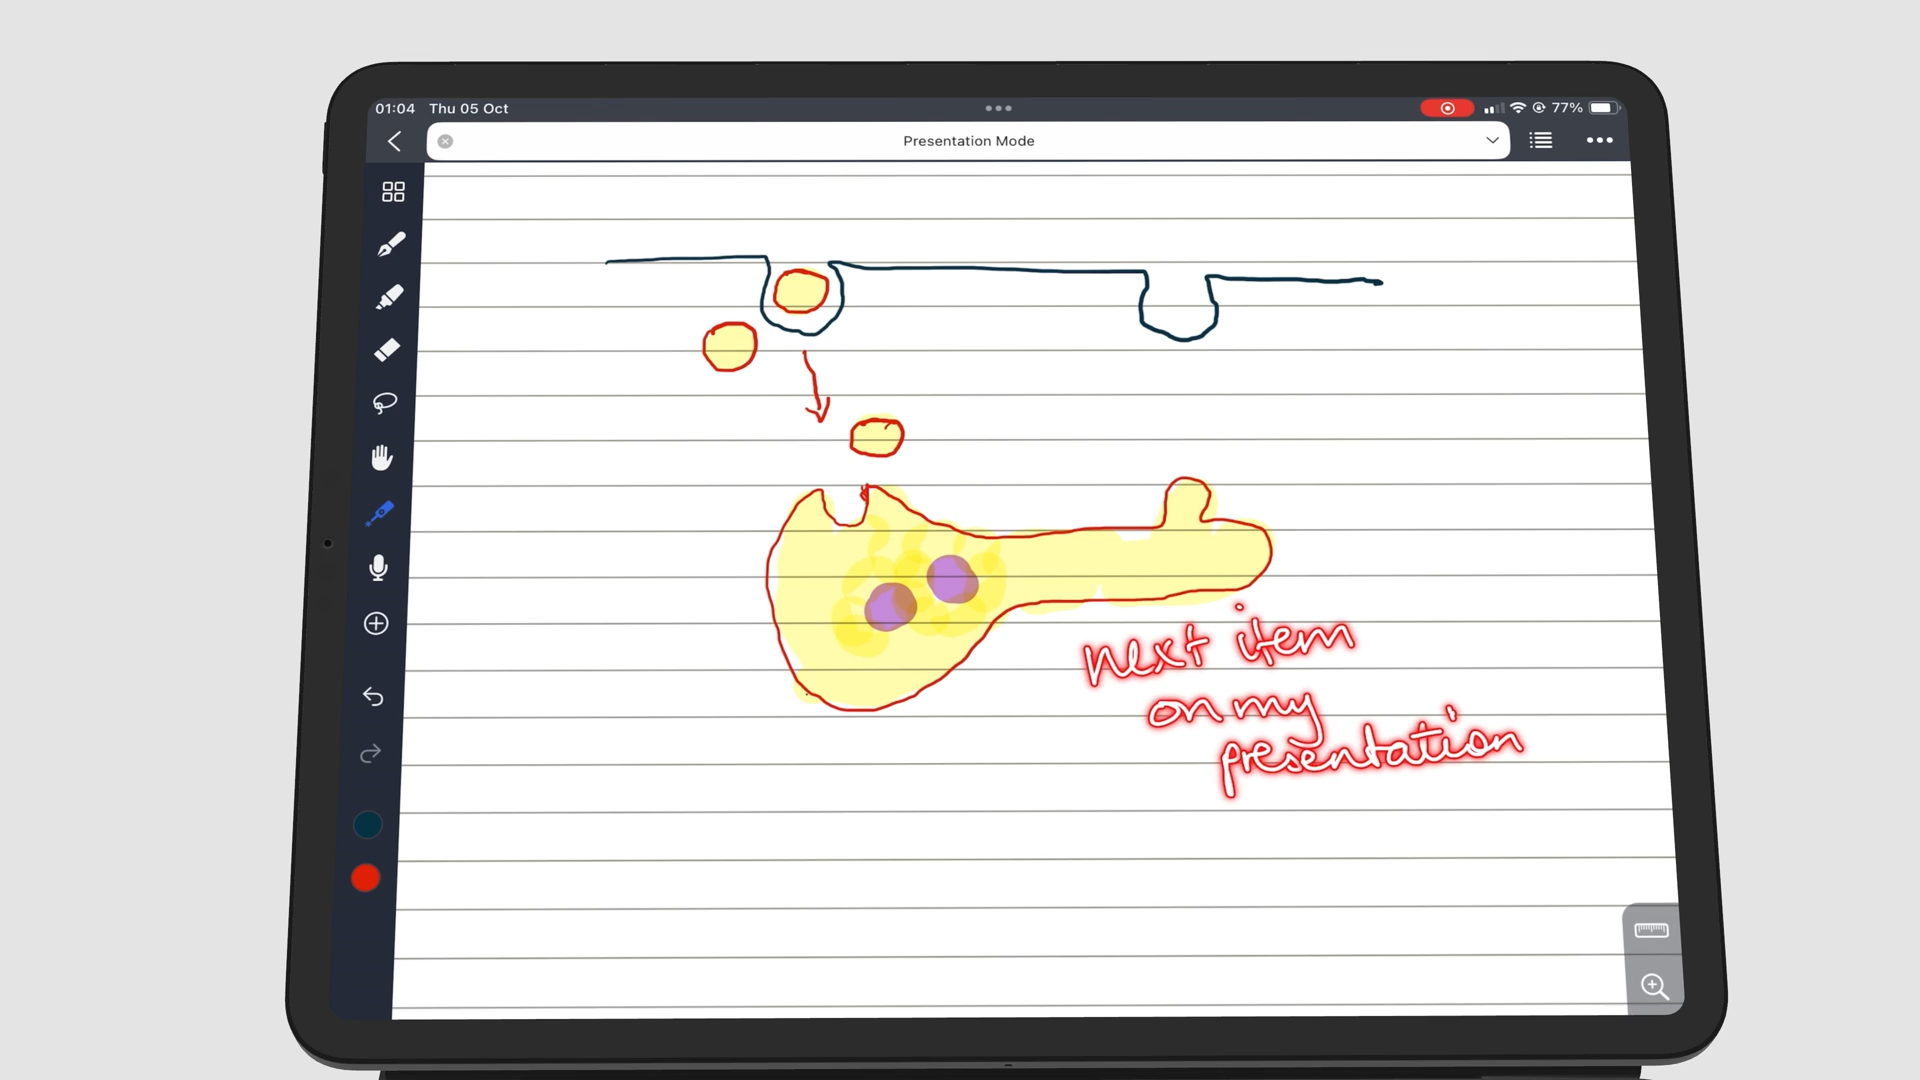 01:04 Thu 05 Oct
77%
Presentation Mode
next item
on my
presentation